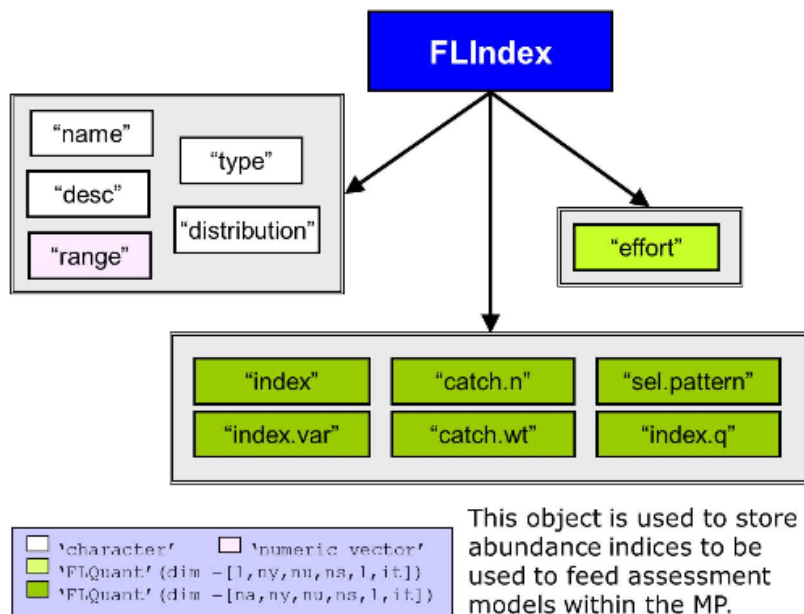 FLIndex
“name”
“type”
“desc”
“distribution”
“range”
“effort”
“index” “catch.n” “sel.pattern”
“index.var” “catch.wt” “index.q”
'character' 'numeric vector'
'FLQuant' (dim -[1,ny,nu,ns,1,it])
'FLQuant' (dim -[na,ny,nu,ns,1,it])
This object is used to store
abundance indices to be
used to feed assessment
models within the MP.